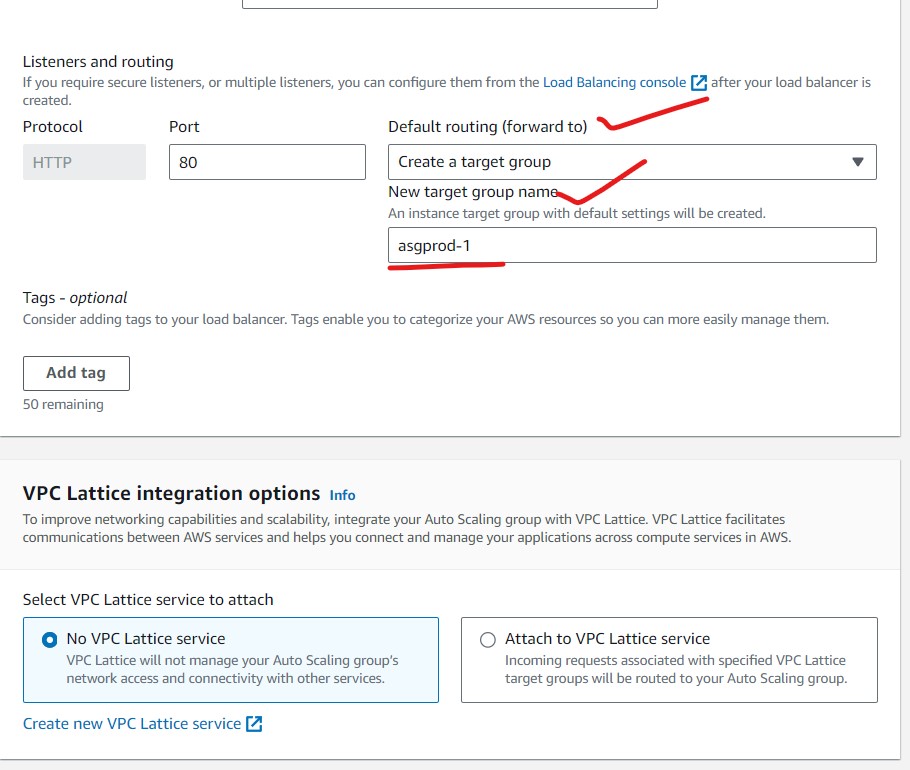 Listeners and routing
If you require secure listeners, or multiple listeners, you can configure them from the Load Balancing console after your load balancer is
created.
Protocol Port Default routing (forward to)
HTTP 80 Create a target group
New target group name
An instance target group with default settings will be created.
asgprod-1
Tags - optional
Consider adding tags to your load balancer. Tags enable you to categorize your AWS resources so you can more easily manage them.
Add tag
50 remaining
VPC Lattice integration options Info
To improve networking capabilities and scalability, integrate your Auto Scaling group with VPC Lattice. VPC Lattice facilitates
communications between AWS services and helps you connect and manage your applications across compute services in AWS.
Select VPC Lattice service to attach
No VPC Lattice service
VPC Lattice will not manage your Auto Scaling group's
network access and connectivity with other services.
Attach to VPC Lattice service
Incoming requests associated with specified VPC Lattice
target groups will be routed to your Auto Scaling group.
Create new VPC Lattice service